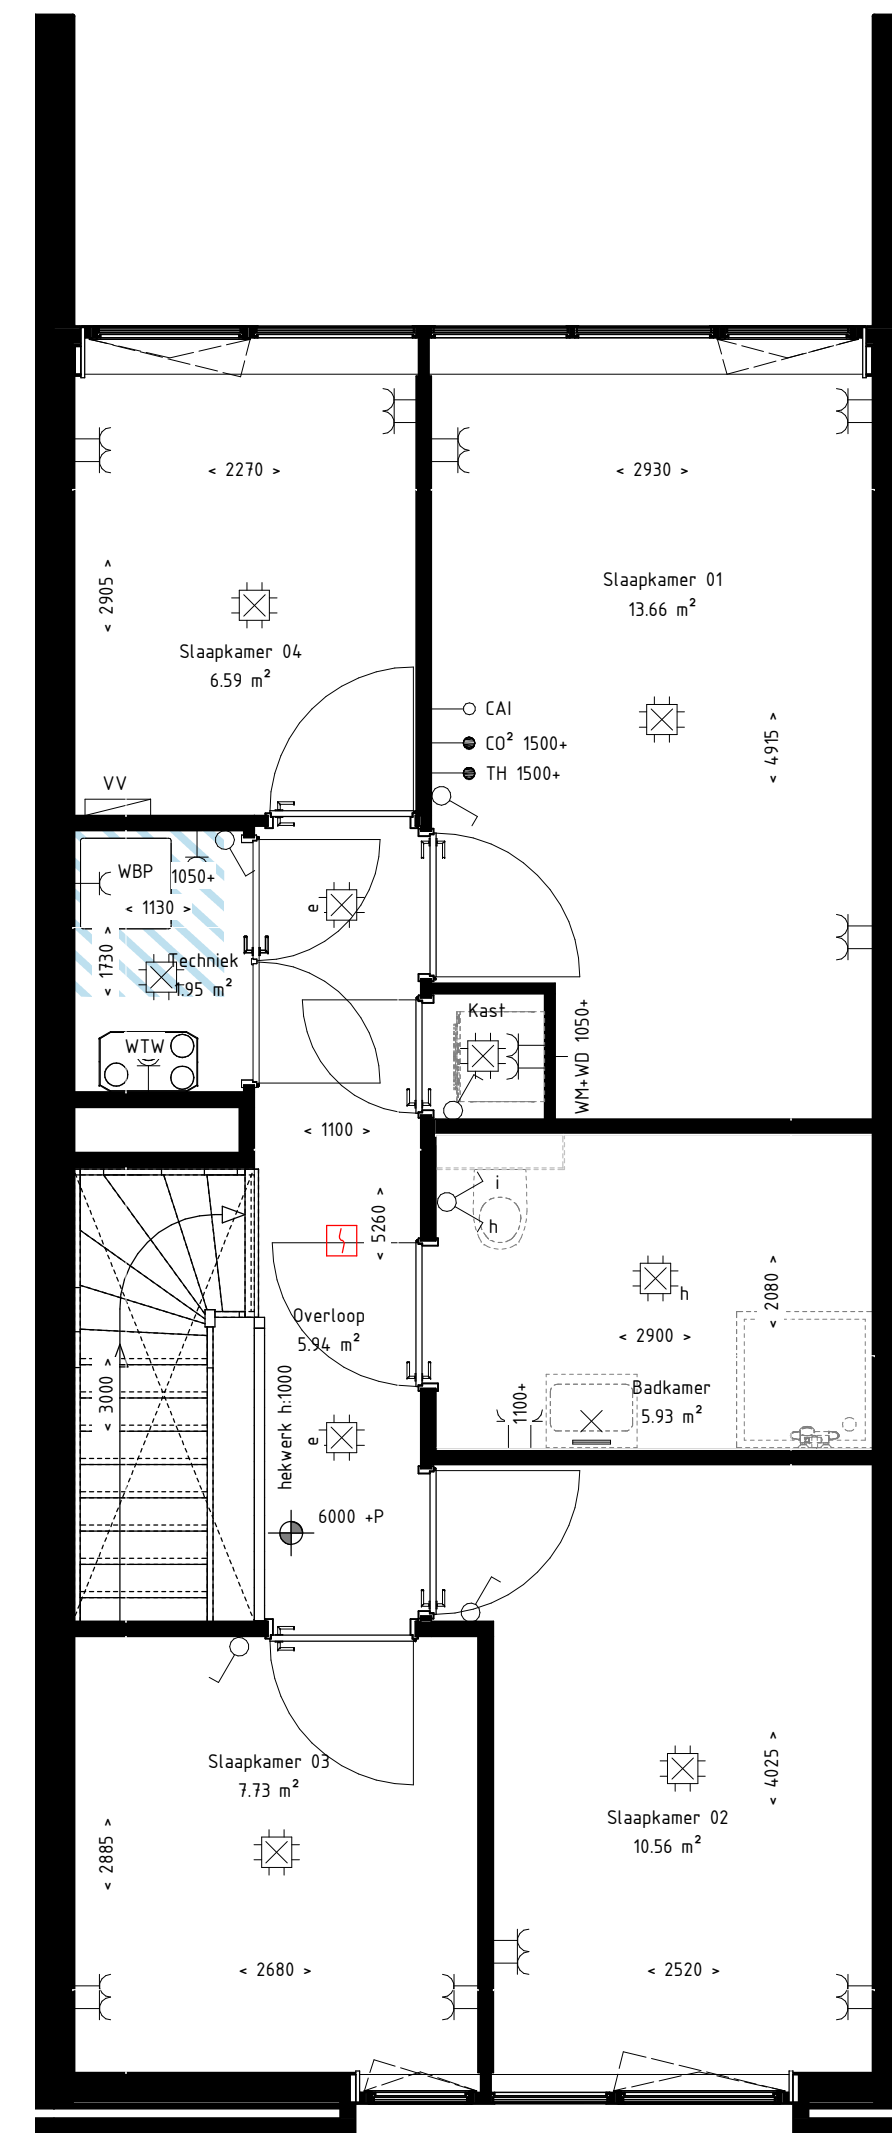 < 2270 >
< 2930 >
< 2905 >
Slaapkamer 01
13.66 m²
Slaapkamer 04
6.59 m²
CAI
CO² 1500+
TH 1500+
< 4915 >
VV
WBP
1050+
< 1130 >
e
< 1730 >
Techniek
1.95 m²
Kast
WTW
WM+WD 1050+
< 1100 >
i
h
< 5260 >
h
< 2080 >
Overloop
5.94 m²
< 2900 >
< 3000 >
hekwerk h:1000
1100+
Badkamer
5.93 m²
e
6000 +P
Slaapkamer 03
7.73 m²
< 4025 >
Slaapkamer 02
10.56 m²
< 2885 >
< 2680 >
< 2520 >